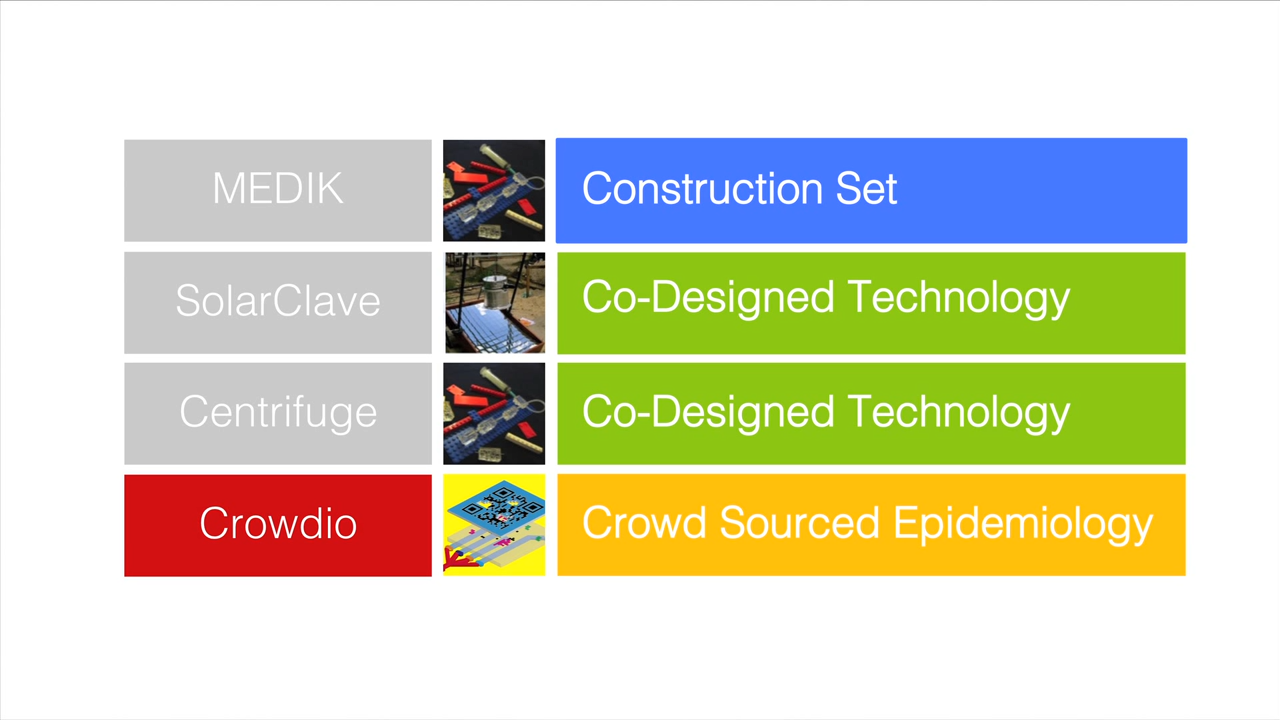 MEDIK
Construction Set
SolarClave
Co-Designed Technology
Centrifuge
Co-Designed Technology
Crowdio
Crowd Sourced Epidemiology